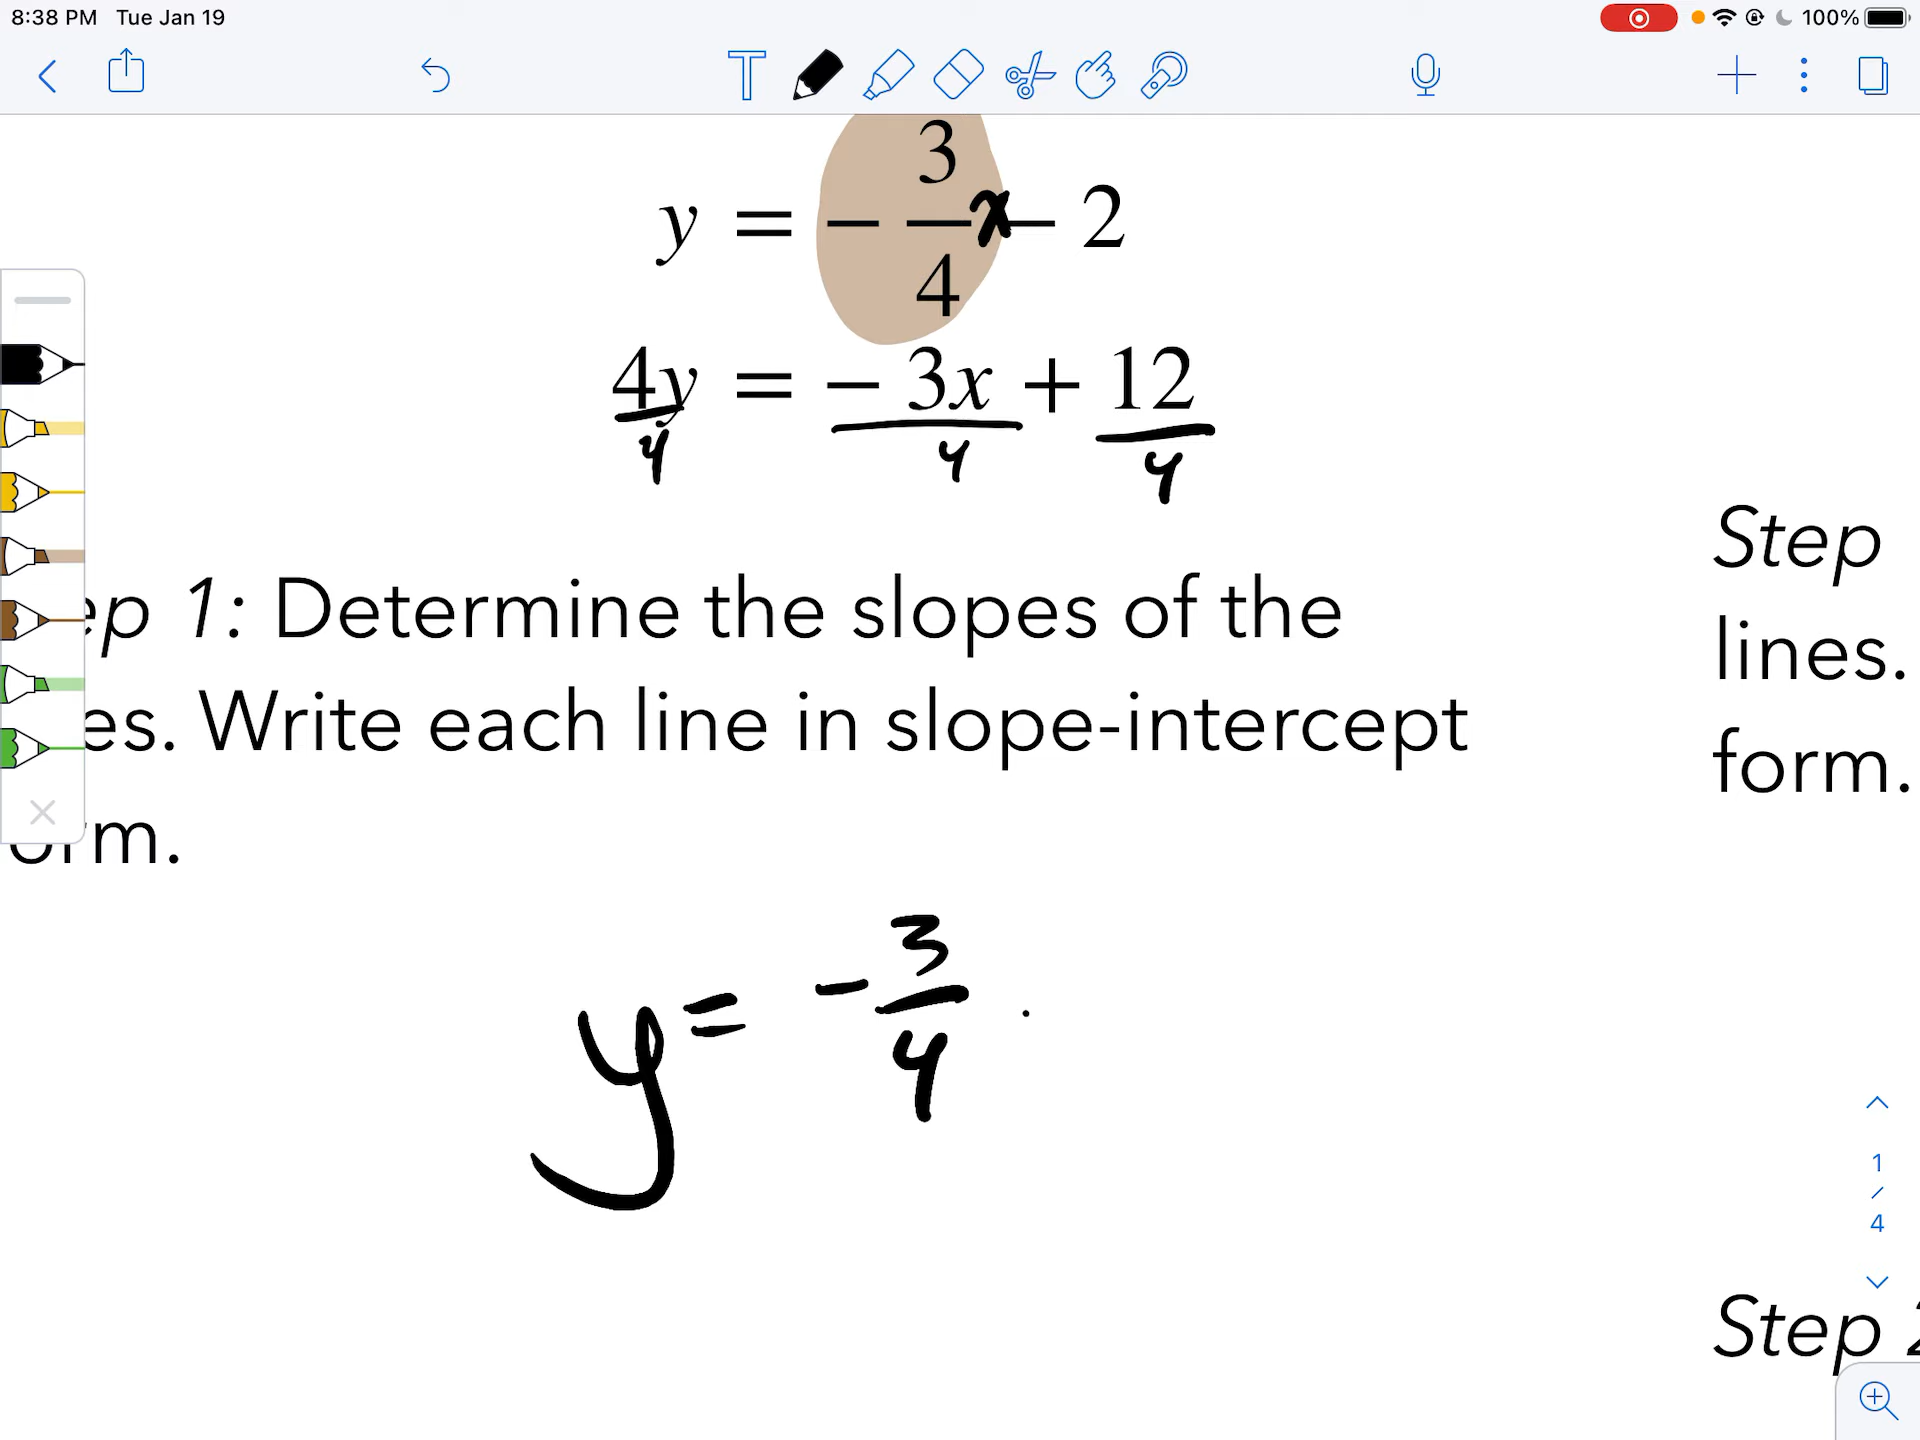 8:38 PM Tue Jan 19 100%
T
y = - 3/4 x - 2
4y = - 3x + 12
4 4 4
ep 1: Determine the slopes of the
es. Write each line in slope-intercept
orm.
y = - 3/4 .
Step
lines.
form.
1
/
4
Step 2